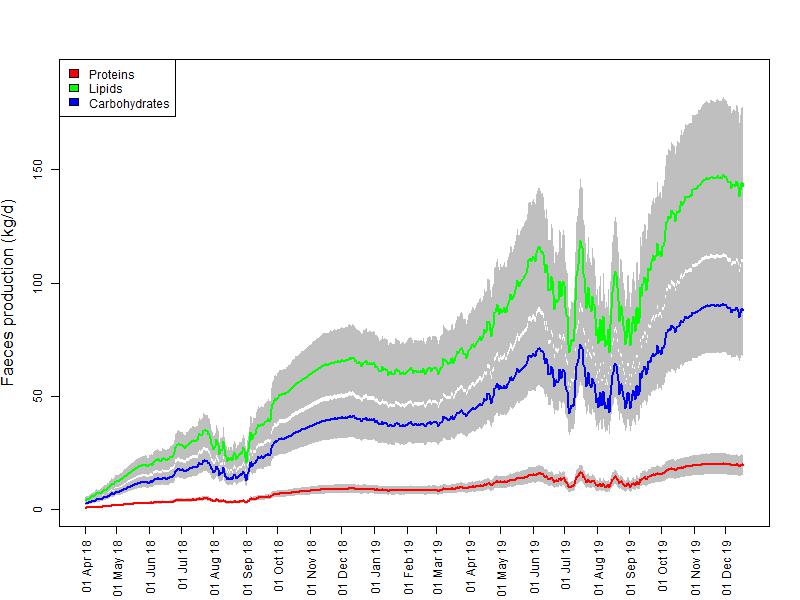 Proteins
Lipids
Carbohydrates
Faeces production (kg/d)
150
100
50
0
01 Apr 18
01 May 18
01 Jun 18
01 Jul 18
01 Aug 18
01 Sep 18
01 Oct 18
01 Nov 18
01 Dec 18
01 Jan 19
01 Feb 19
01 Mar 19
01 Apr 19
01 May 19
01 Jun 19
01 Jul 19
01 Aug 19
01 Sep 19
01 Oct 19
01 Nov 19
01 Dec 19